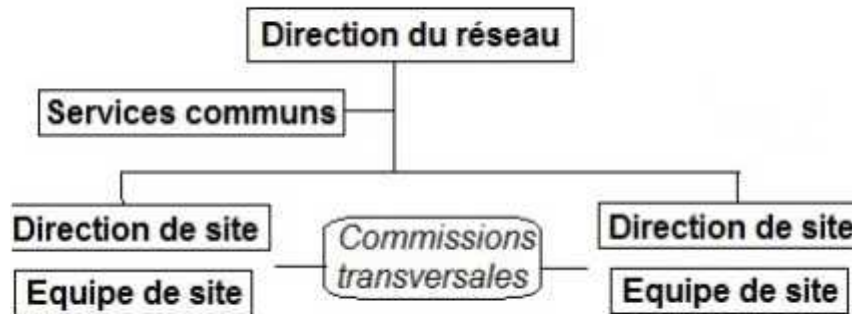 Direction du réseau
Services communs
Direction de site
Equipe de site
Commissions
transversales
Direction de site
Equipe de site